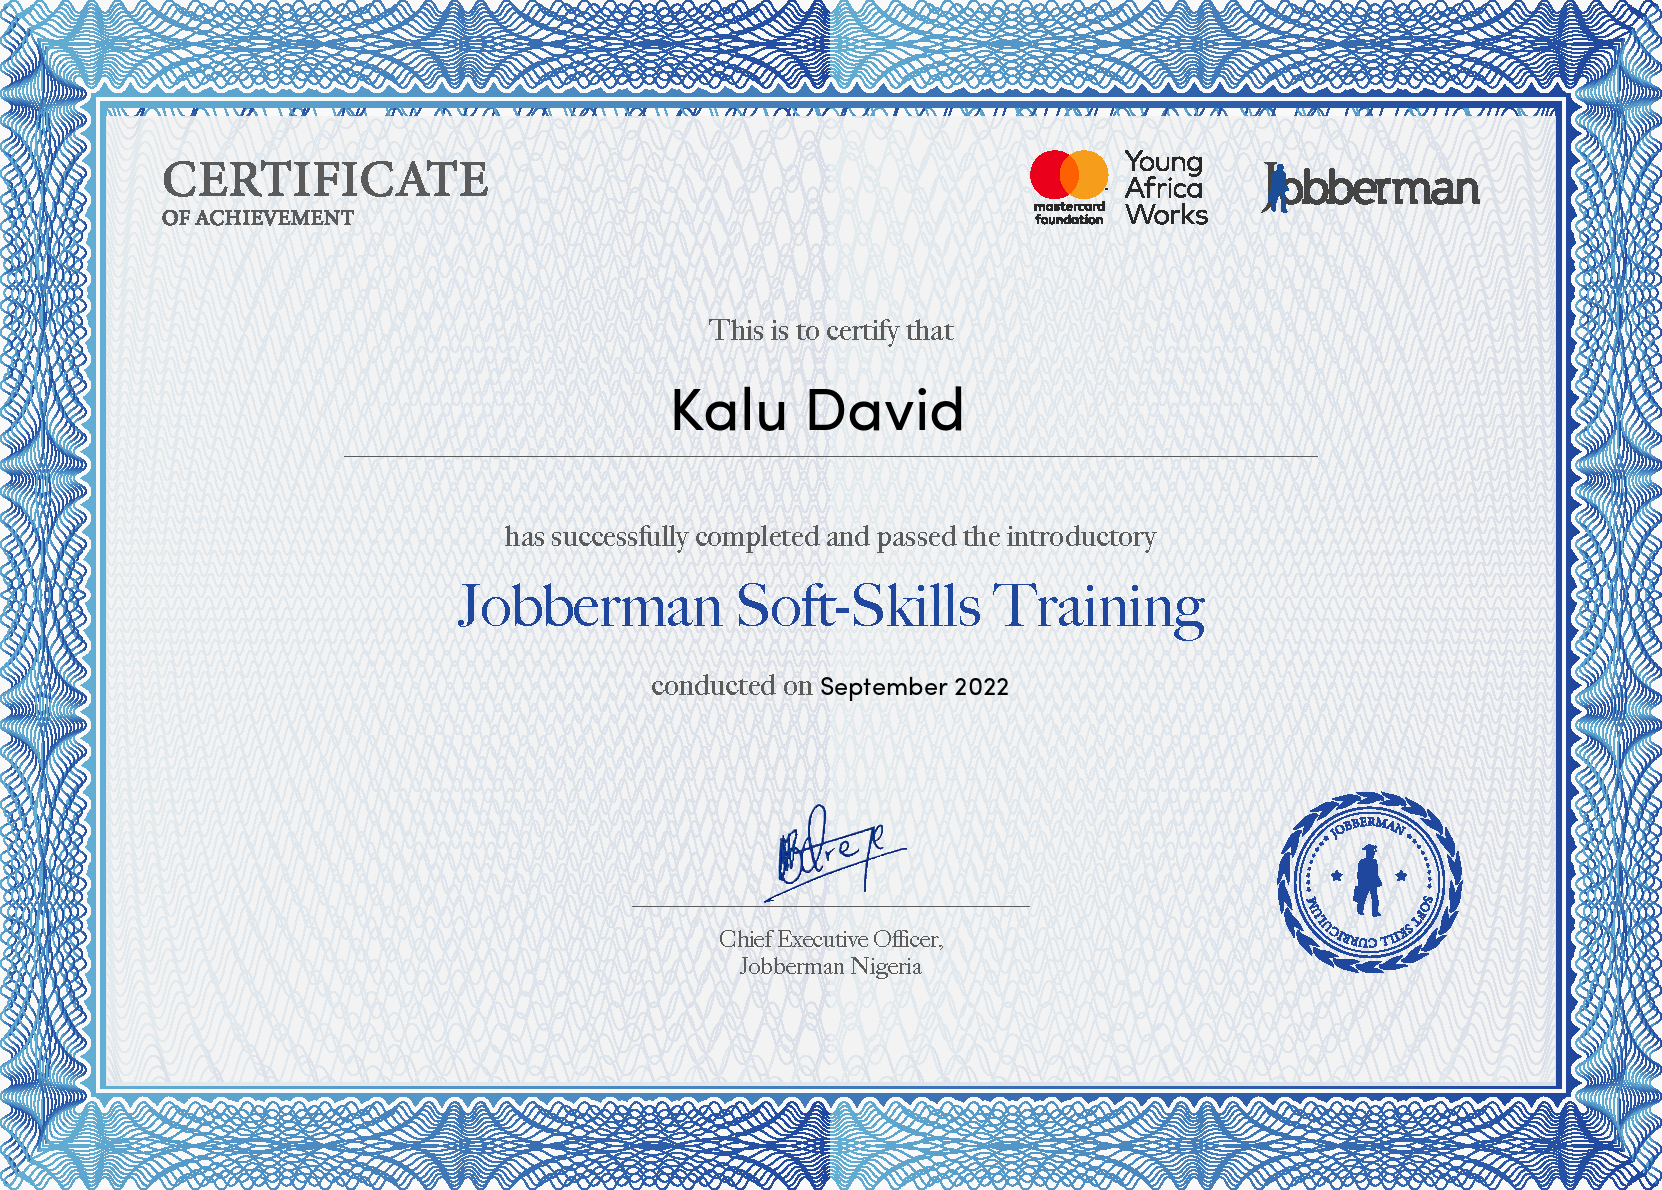 CERTIFICATE
OF ACHIEVEMENT
mastercard
foundation
Young
Africa
Works
Jobberman
This is to certify that
Kalu David
has successfully completed and passed the introductory
Jobberman Soft-Skills Training
conducted on September 2022
Chief Executive Officer,
Jobberman Nigeria
JOBBERMAN
SOFT SKILL CURRICULUM